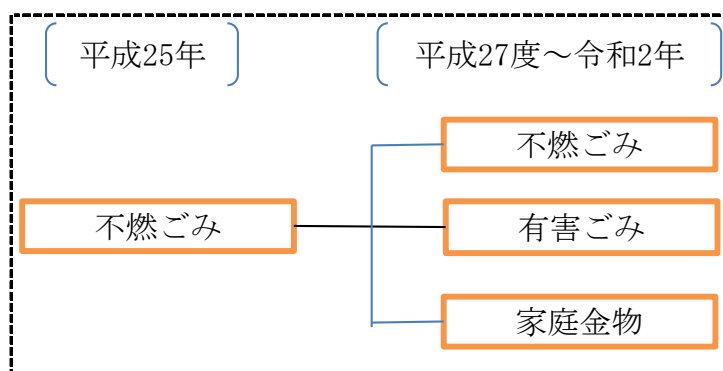 平成25年
平成27度～令和2年
不燃ごみ
不燃ごみ
有害ごみ
家庭金物